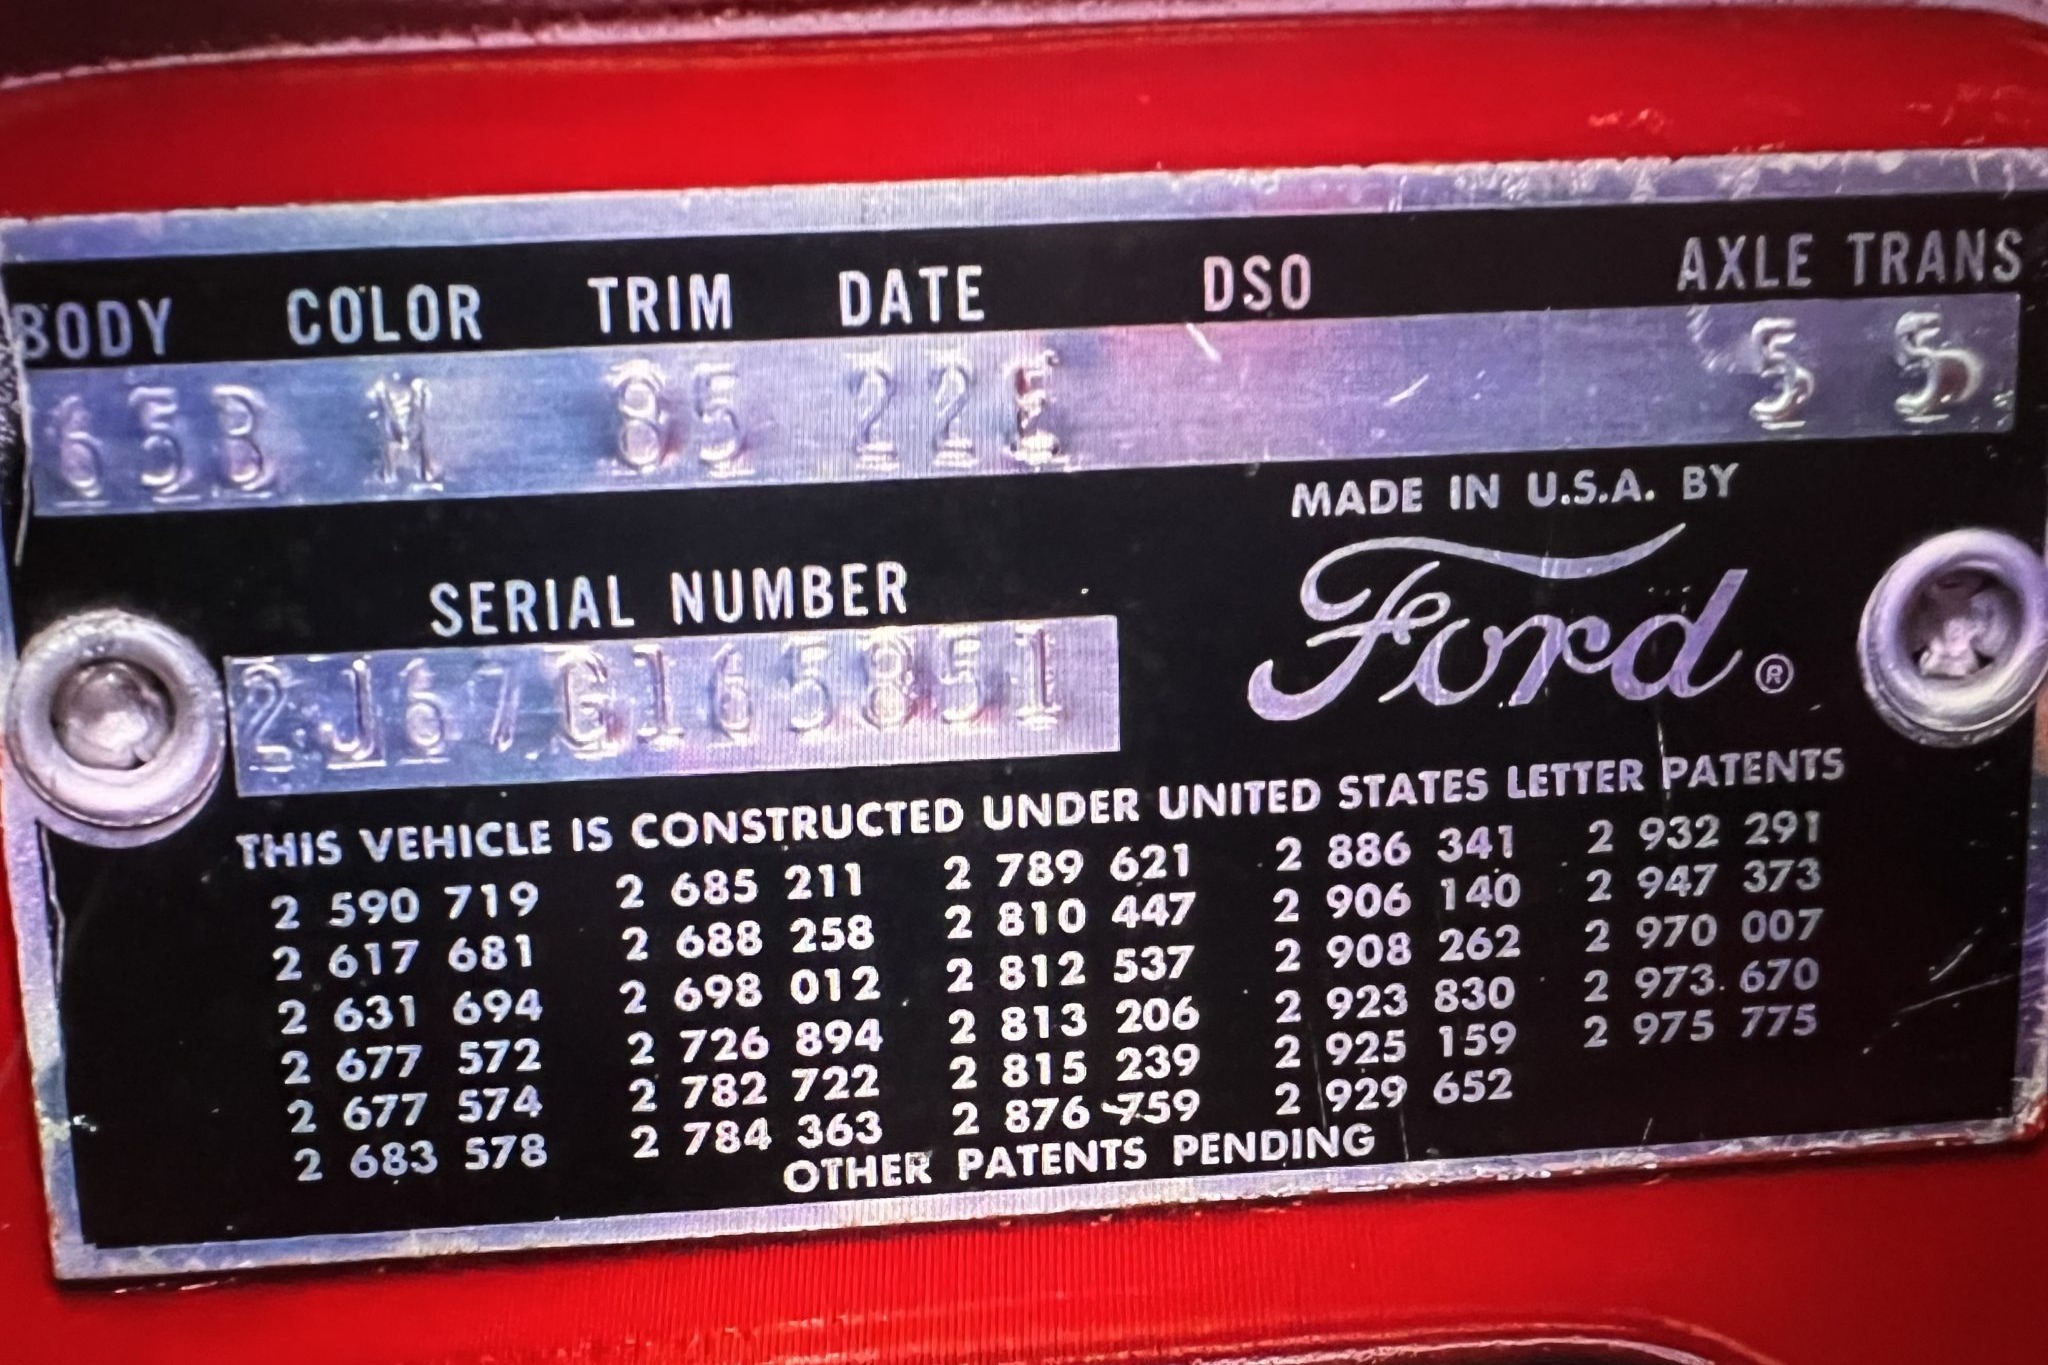 BODY COLOR TRIM DATE DSO AXLE TRANS
65B M 85 22E 5 5
MADE IN U.S.A. BY
Ford ®
SERIAL NUMBER
2J67G165851
THIS VEHICLE IS CONSTRUCTED UNDER UNITED STATES LETTER PATENTS
2 590 719 2 685 211 2 789 621 2 886 341 2 932 291
2 617 681 2 688 258 2 810 447 2 906 140 2 947 373
2 631 694 2 698 012 2 812 537 2 908 262 2 970 007
2 677 572 2 726 894 2 813 206 2 923 830 2 973 670
2 677 574 2 782 722 2 815 239 2 925 159 2 975 775
2 683 578 2 784 363 2 876 759 2 929 652
OTHER PATENTS PENDING